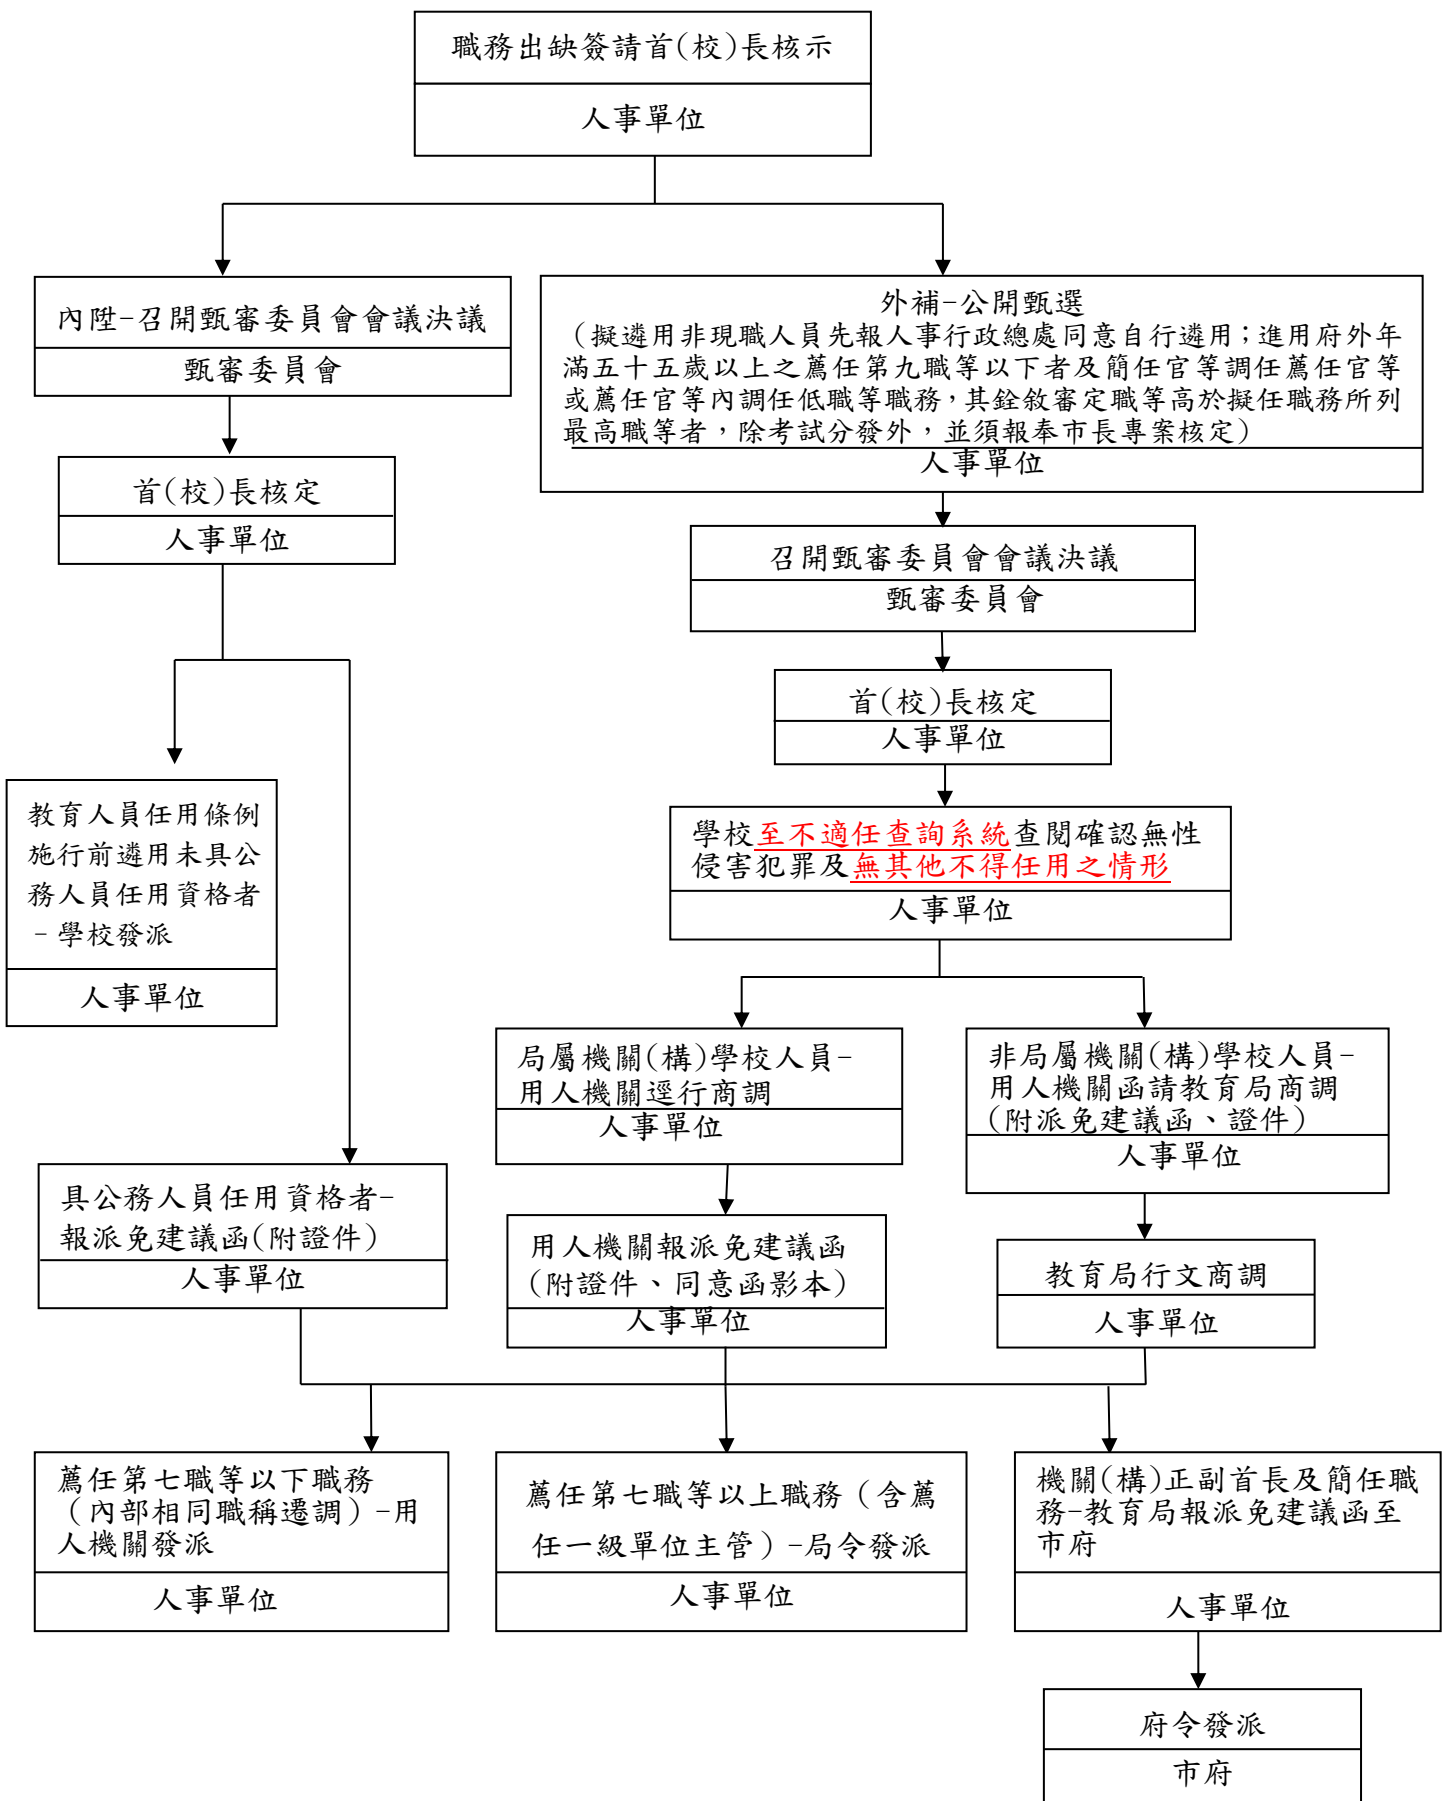 職務出缺簽請首(校)長核示
人事單位
內陞-召開甄審委員會會議決議
甄審委員會
首(校)長核定
人事單位
外補-公開甄選
（擬遴用非現職人員先報人事行政總處同意自行遴用；進用府外年
滿五十五歲以上之薦任第九職等以下者及簡任官等調任薦任官等
或薦任官等內調任低職等職務，其銓敘審定職等高於擬任職務所列
最高職等者，除考試分發外，並須報奉市長專案核定）
人事單位
召開甄審委員會會議決議
甄審委員會
首(校)長核定
人事單位
學校至不適任查詢系統查閱確認無性
侵害犯罪及無其他不得任用之情形
人事單位
教育人員任用條例
施行前遴用未具公
務人員任用資格者
-學校發派
人事單位
局屬機關(構)學校人員-
用人機關逕行商調
人事單位
非局屬機關(構)學校人員-
用人機關函請教育局商調
(附派免建議函、證件)
人事單位
具公務人員任用資格者-
報派免建議函(附證件)
人事單位
用人機關報派免建議函
(附證件、同意函影本)
人事單位
教育局行文商調
人事單位
薦任第七職等以下職務
（內部相同職稱遷調）-用
人機關發派
人事單位
薦任第七職等以上職務（含薦
任一級單位主管）-局令發派
人事單位
機關(構)正副首長及簡任職
務-教育局報派免建議函至
市府
人事單位
府令發派
市府